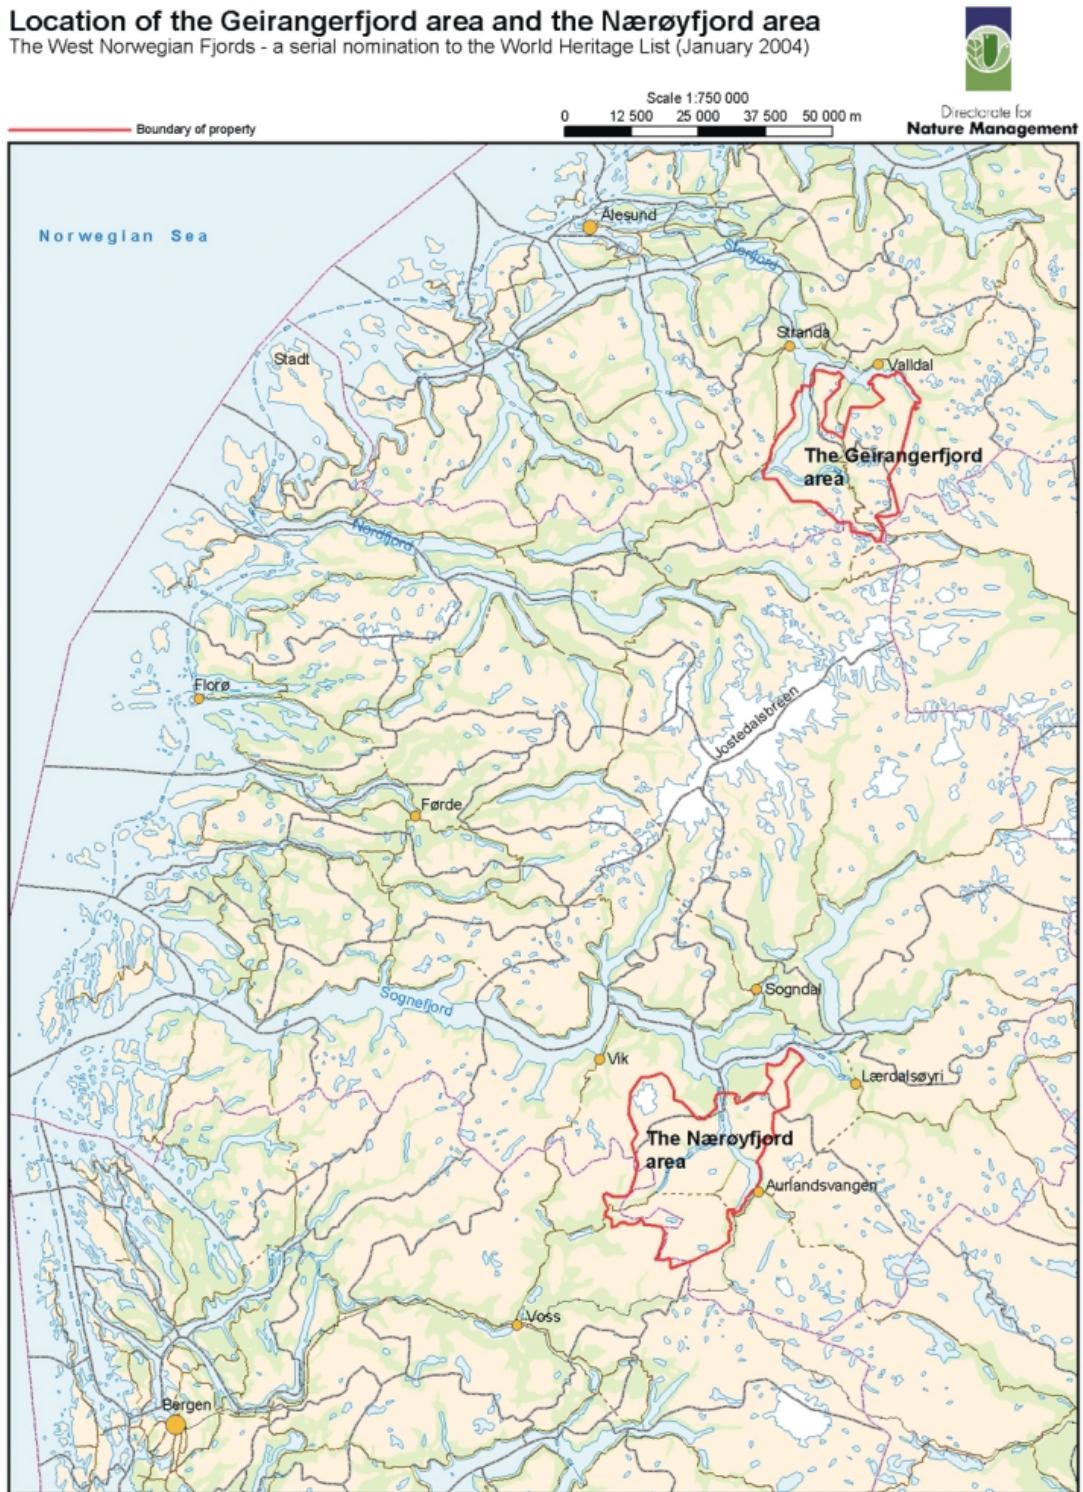 Location of the Geirangerfjord area and the Nærøyfjord area
The West Norwegian Fjords - a serial nomination to the World Heritage List (January 2004)
Directorate for
Nature Management
Scale 1:750 000
0 12 500 25 000 37 500 50 000 m
Boundary of property
Norwegian Sea
Ålesund
Storfjord
Stranda
Stadt
Valldal
The Geirangerfjord
area
Nordfjord
Florø
Jostedalsbreen
Førde
Sogndal
Sognefjord
Vik
Lærdalsøyri
The Nærøyfjord
area
Aurlandsvangen
Voss
Bergen